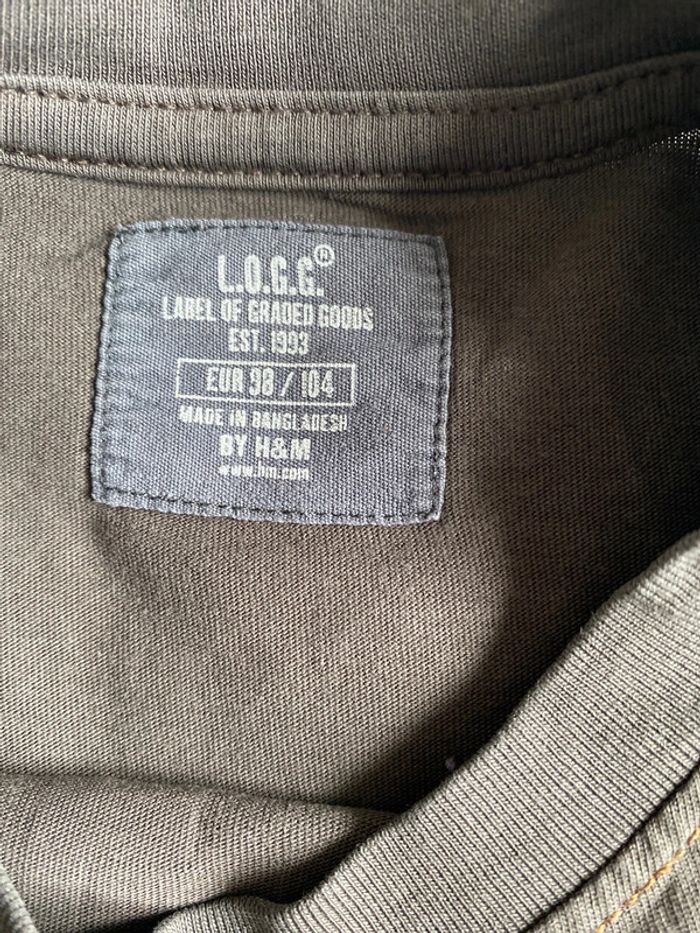 L.O.G.G.®
LABEL OF GRADED GOODS
EST. 1993
EUR 98 / 104
MADE IN BANGLADESH
BY H&M
www.hm.com